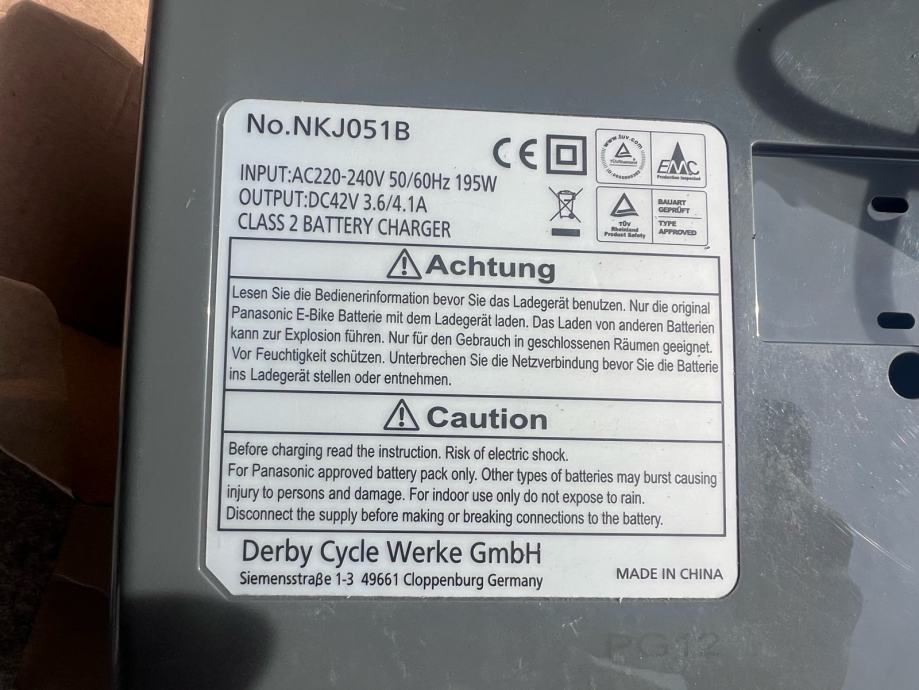 No.NKJ051B
INPUT:AC220-240V 50/60Hz 195W
OUTPUT:DC42V 3.6/4.1A
CLASS 2 BATTERY CHARGER
CE
www.tuv.com
TÜVRheinland
EMC
Production Inspected
TÜV
Rheinland
Product Safety
BAUART
GEPRÜFT
TYPE
APPROVED
Achtung
Lesen Sie die Bedienerinformation bevor Sie das Ladegerät benutzen. Nur die original
Panasonic E-Bike Batterie mit dem Ladegerät laden. Das Laden von anderen Batterien
kann zur Explosion führen. Nur für den Gebrauch in geschlossenen Räumen geeignet.
Vor Feuchtigkeit schützen. Unterbrechen Sie die Netzverbindung bevor Sie die Batterie
ins Ladegerät stellen oder entnehmen.
Caution
Before charging read the instruction. Risk of electric shock.
For Panasonic approved battery pack only. Other types of batteries may burst causing
injury to persons and damage. For indoor use only do not expose to rain.
Disconnect the supply before making or breaking connections to the battery.
Derby Cycle Werke GmbH
Siemensstraße 1-3 49661 Cloppenburg Germany
MADE IN CHINA
PG12